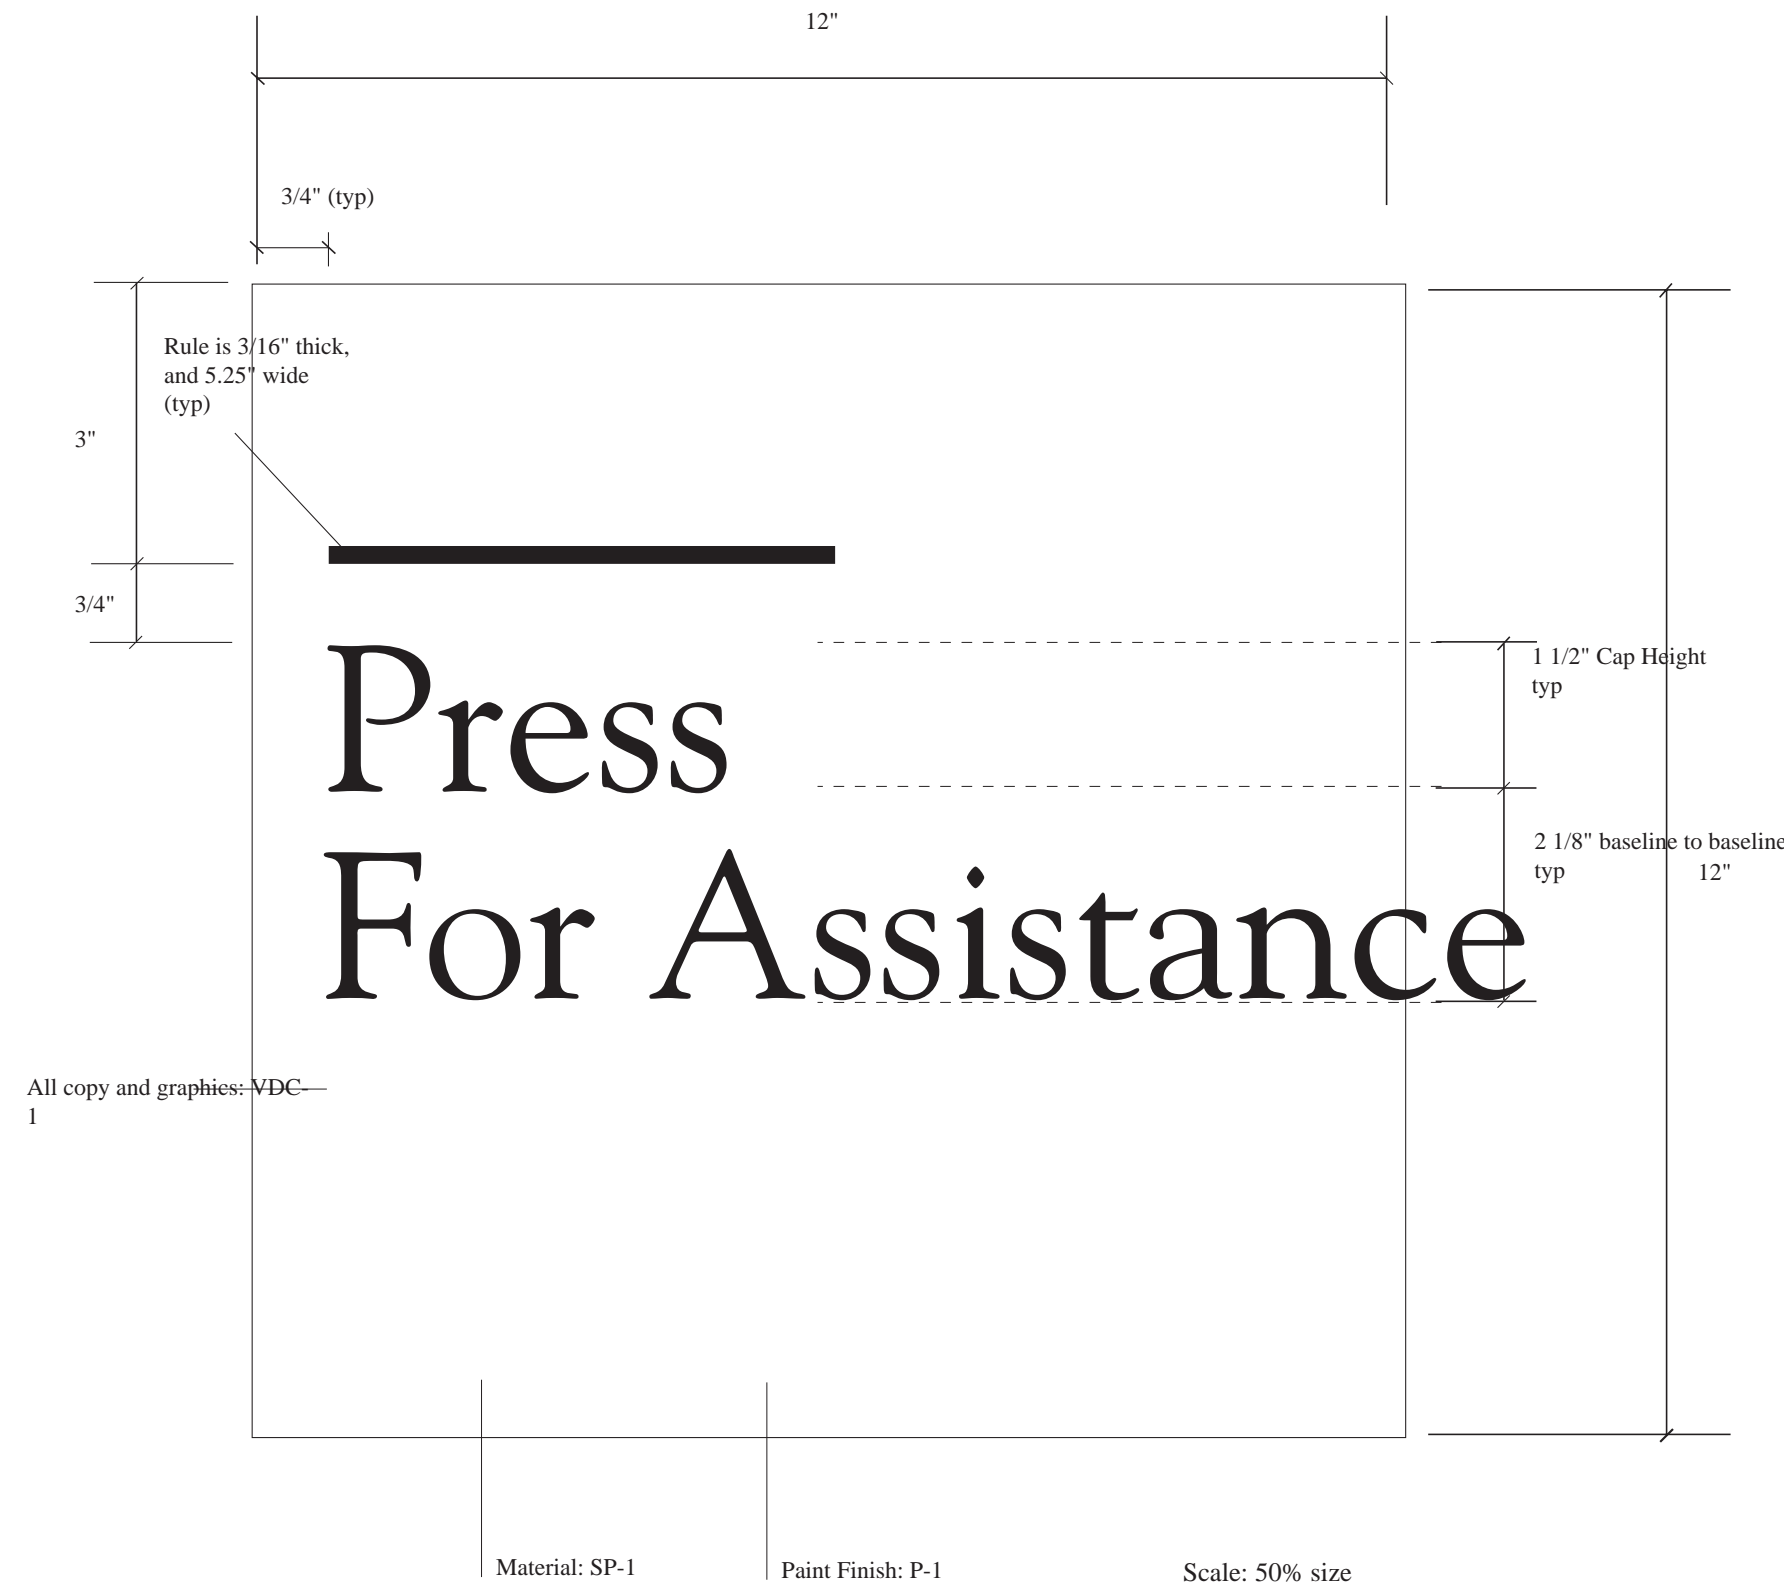 12"
3/4" (typ)
Rule is 3/16" thick,
and 5.25" wide
(typ)
3"
3/4"
Press
1 1/2" Cap Height
typ
2 1/8" baseline to baseline
typ
12"
For Assistance
All copy and graphics: VDC-
1
Material: SP-1
Paint Finish: P-1
Scale: 50% size